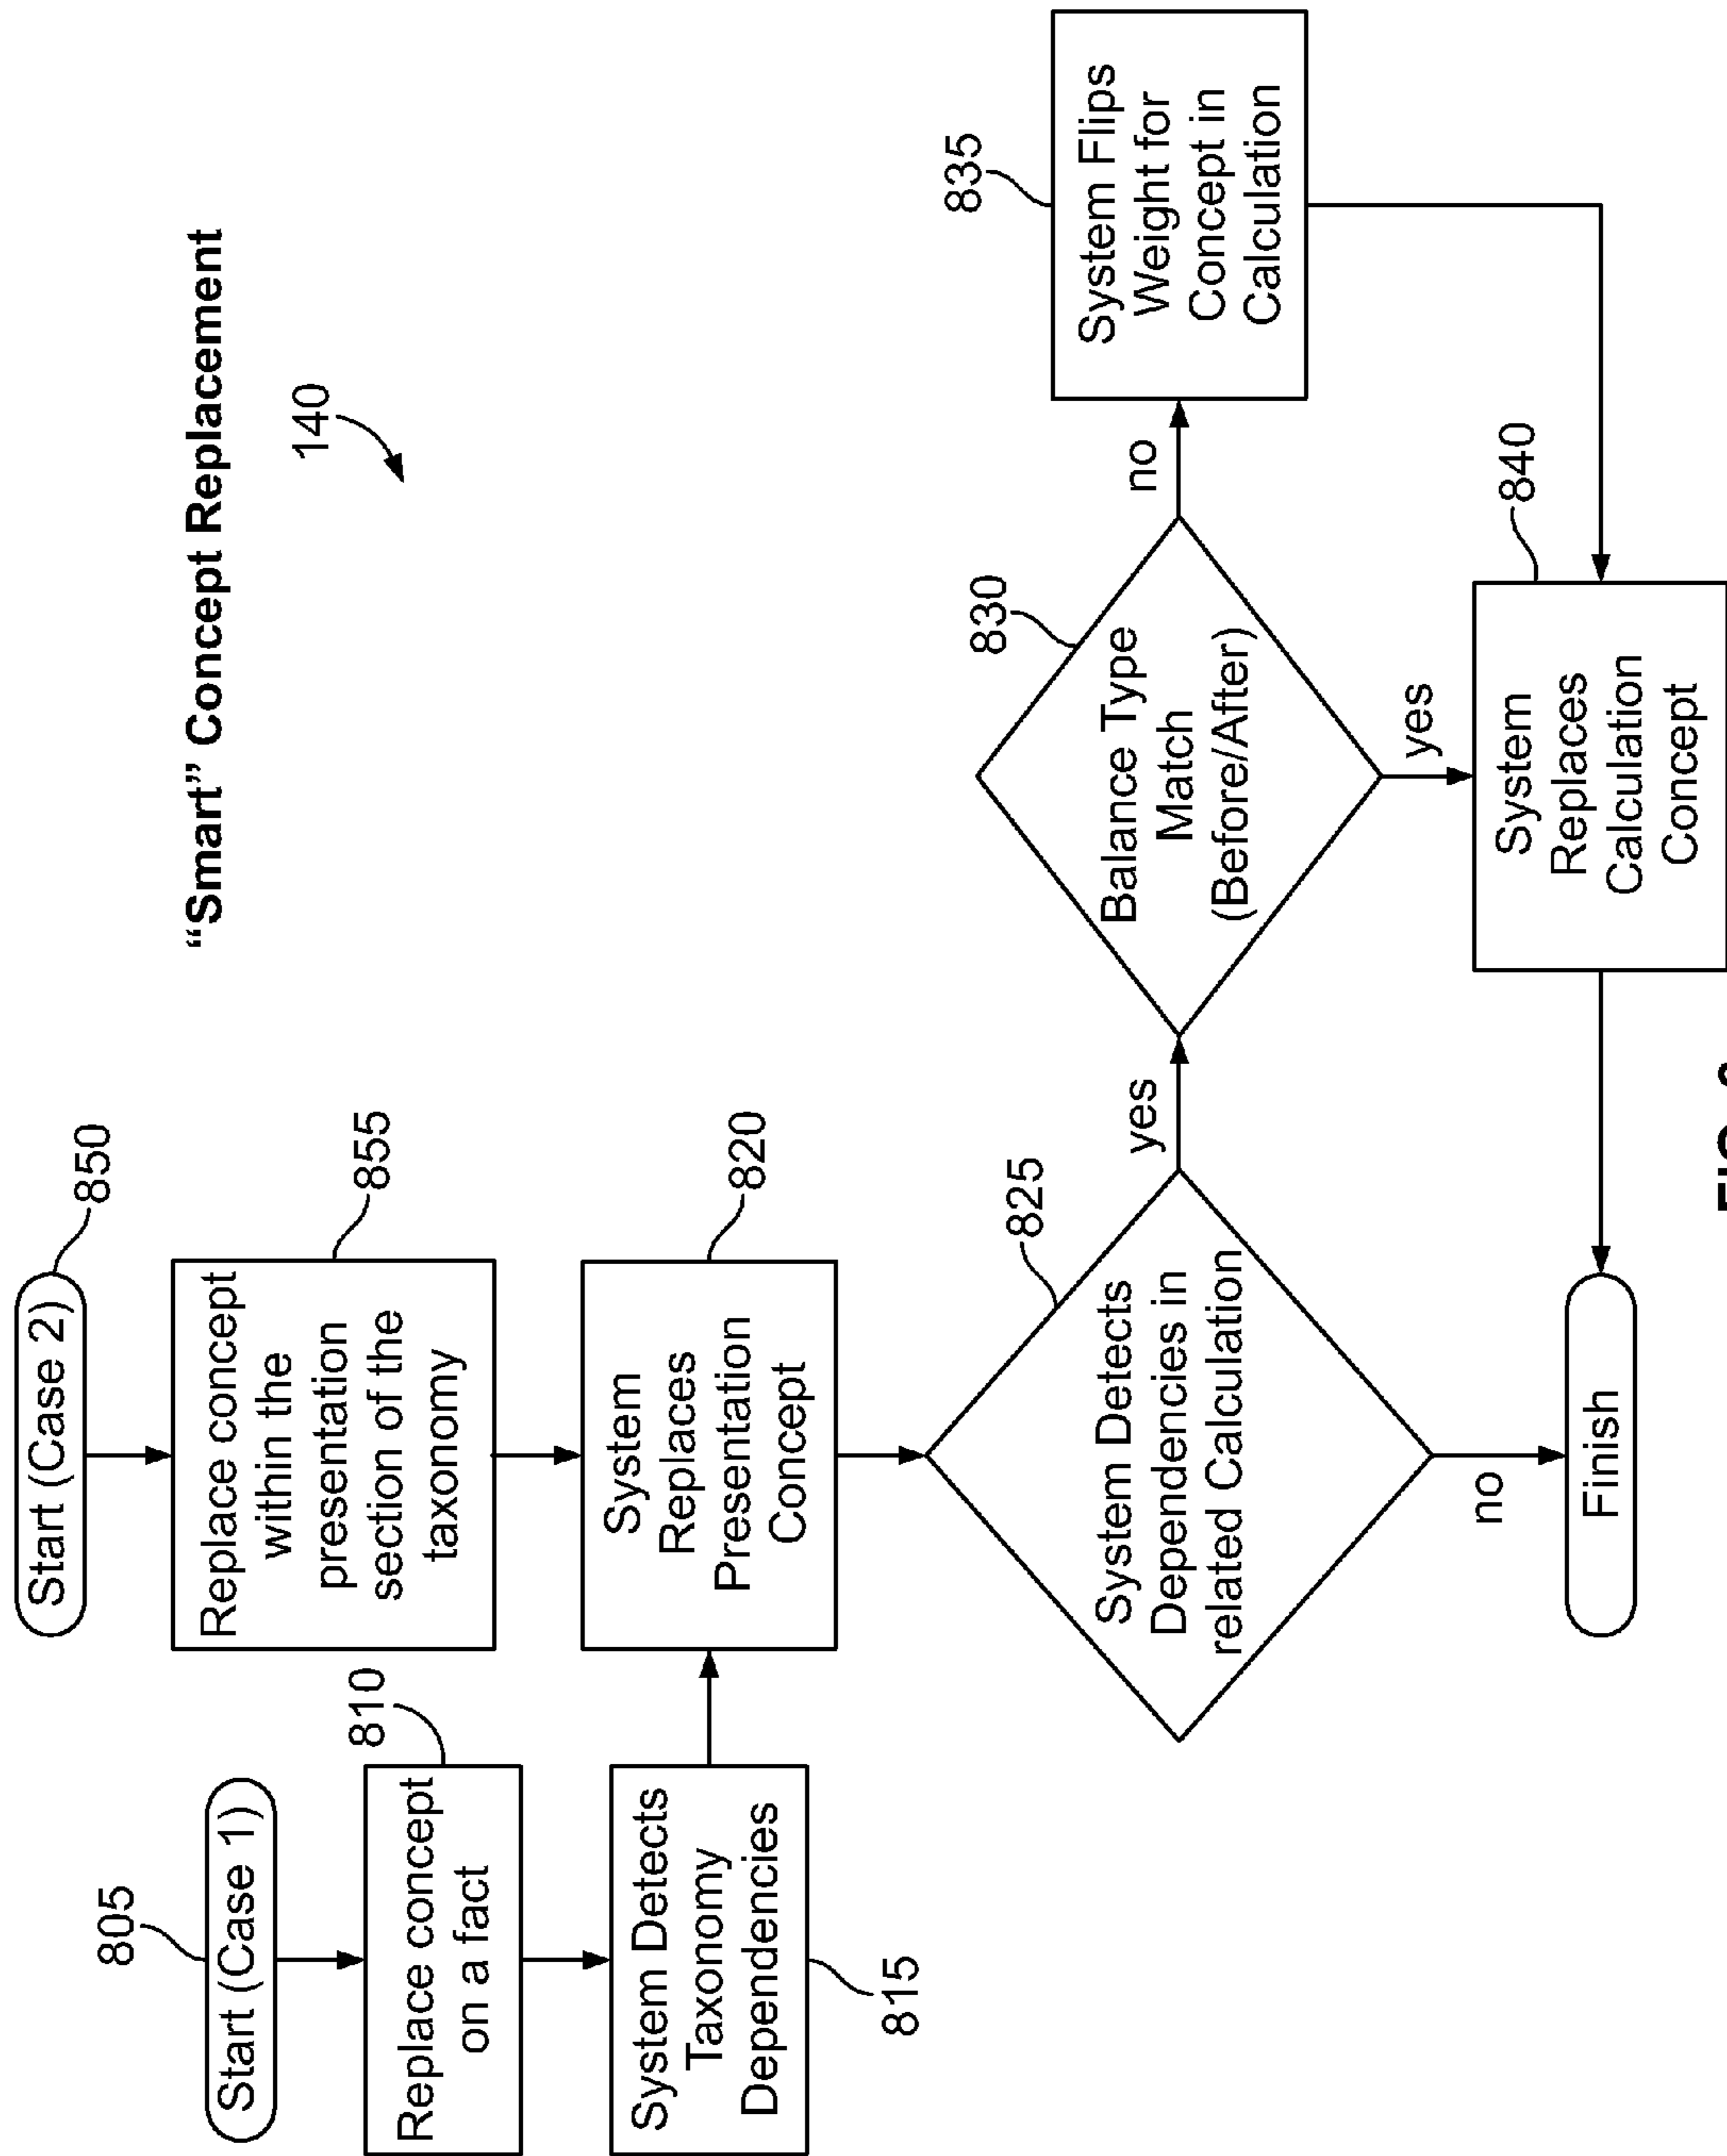 “Smart” Concept Replacement
140
850
Start (Case 2)
805
Start (Case 1)
855
Replace concept
within the
presentation
section of the
taxonomy
810
Replace concept
on a fact
820
System
Replaces
Presentation
Concept
System Detects
Taxonomy
Dependencies
815
825
System Detects
Dependencies in
related Calculation
yes
830
Balance Type
Match
(Before/After)
no
835
System Flips
Weight for
Concept in
Calculation
no
yes
840
System
Replaces
Calculation
Concept
Finish